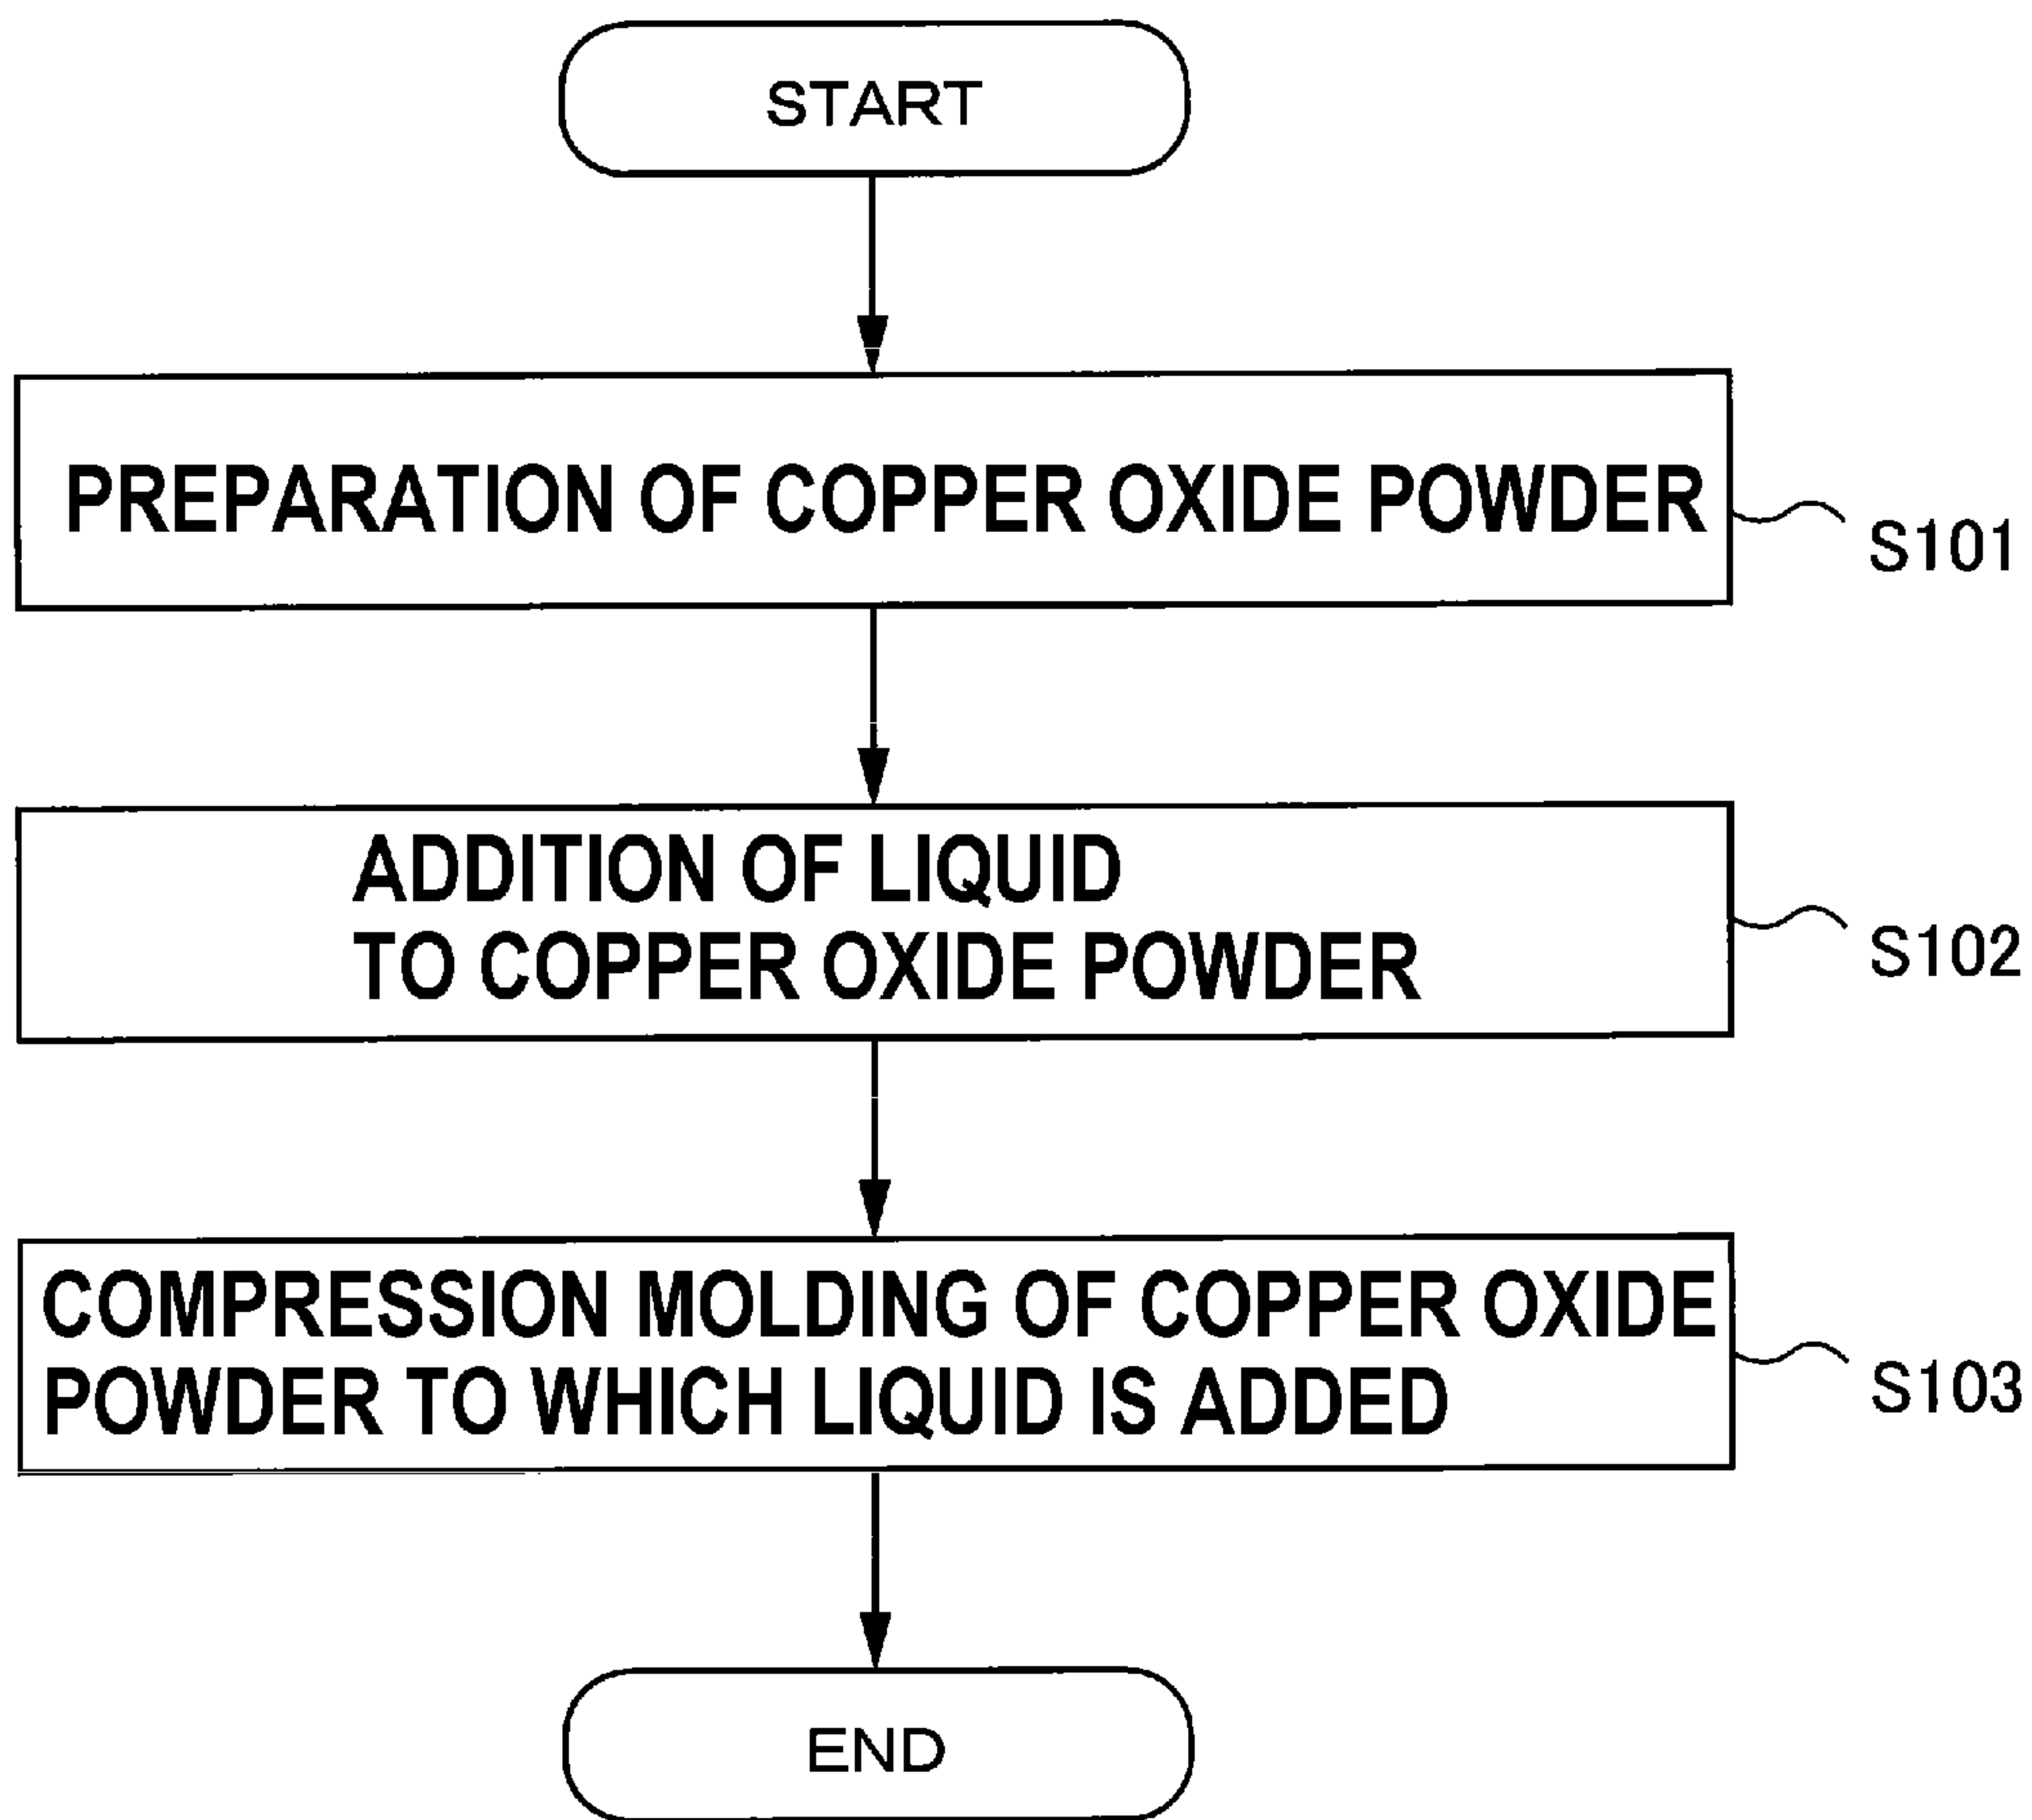 START
PREPARATION OF COPPER OXIDE POWDER
S101
ADDITION OF LIQUID
TO COPPER OXIDE POWDER
S102
COMPRESSION MOLDING OF COPPER OXIDE
POWDER TO WHICH LIQUID IS ADDED
S103
END